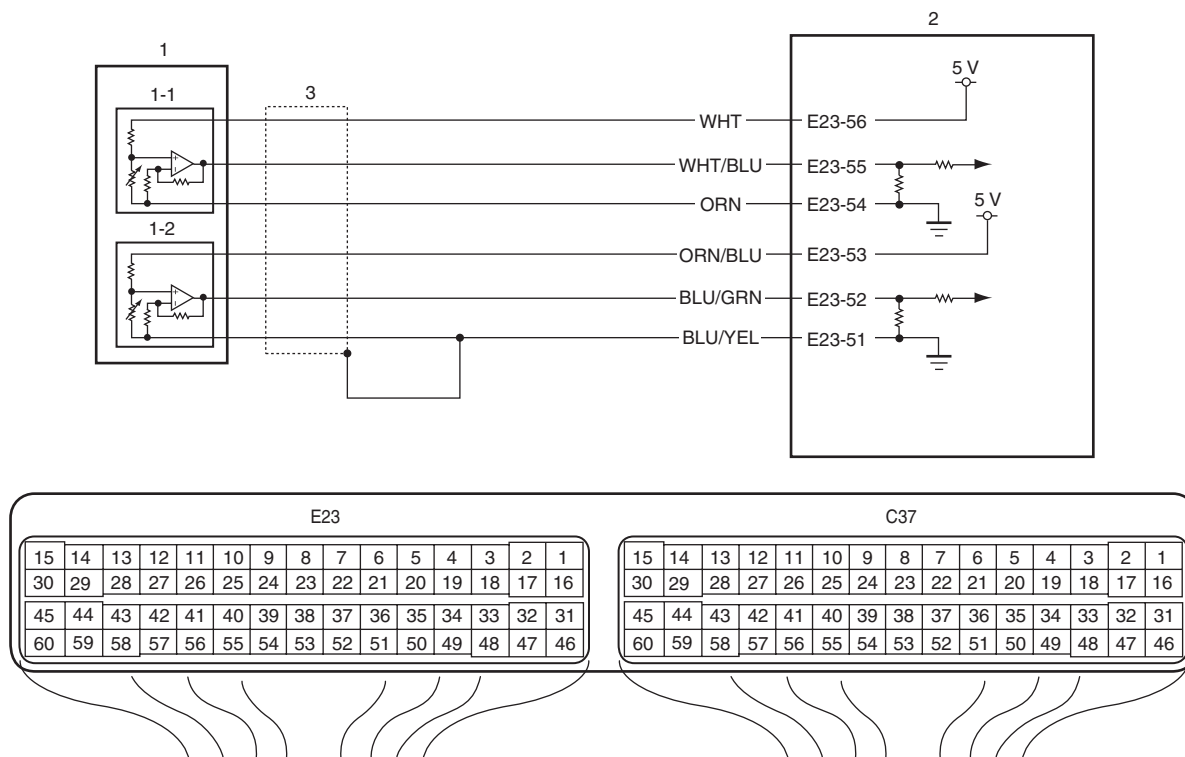 2
1
5 V
1-1
3
WHT
E23-56
WHT/BLU
E23-55
ORN
E23-54
5 V
1-2
ORN/BLU
E23-53
BLU/GRN
E23-52
BLU/YEL
E23-51
E23
15 14 13 12 11 10 9 8 7 6 5 4 3 2 1
30 29 28 27 26 25 24 23 22 21 20 19 18 17 16
45 44 43 42 41 40 39 38 37 36 35 34 33 32 31
60 59 58 57 56 55 54 53 52 51 50 49 48 47 46
C37
15 14 13 12 11 10 9 8 7 6 5 4 3 2 1
30 29 28 27 26 25 24 23 22 21 20 19 18 17 16
45 44 43 42 41 40 39 38 37 36 35 34 33 32 31
60 59 58 57 56 55 54 53 52 51 50 49 48 47 46